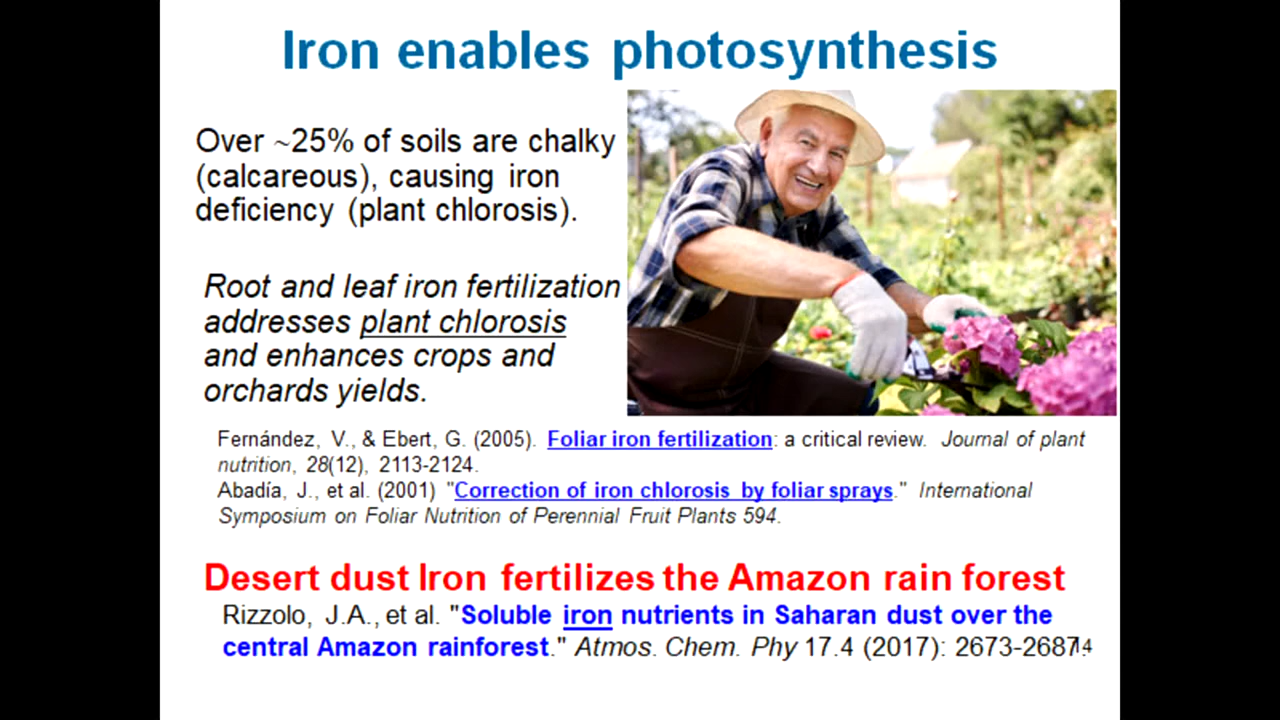 Iron enables photosynthesis
Over ~25% of soils are chalky
(calcareous), causing iron
deficiency (plant chlorosis).
Root and leaf iron fertilization
addresses plant chlorosis
and enhances crops and
orchards yields.
Fernández, V., & Ebert, G. (2005). Foliar iron fertilization: a critical review. Journal of plant
nutrition, 28(12), 2113-2124.
Abadía, J., et al. (2001) "Correction of iron chlorosis by foliar sprays." International
Symposium on Foliar Nutrition of Perennial Fruit Plants 594.
Desert dust Iron fertilizes the Amazon rain forest
Rizzolo, J.A., et al. "Soluble iron nutrients in Saharan dust over the
central Amazon rainforest." Atmos. Chem. Phy 17.4 (2017): 2673-2687.
14